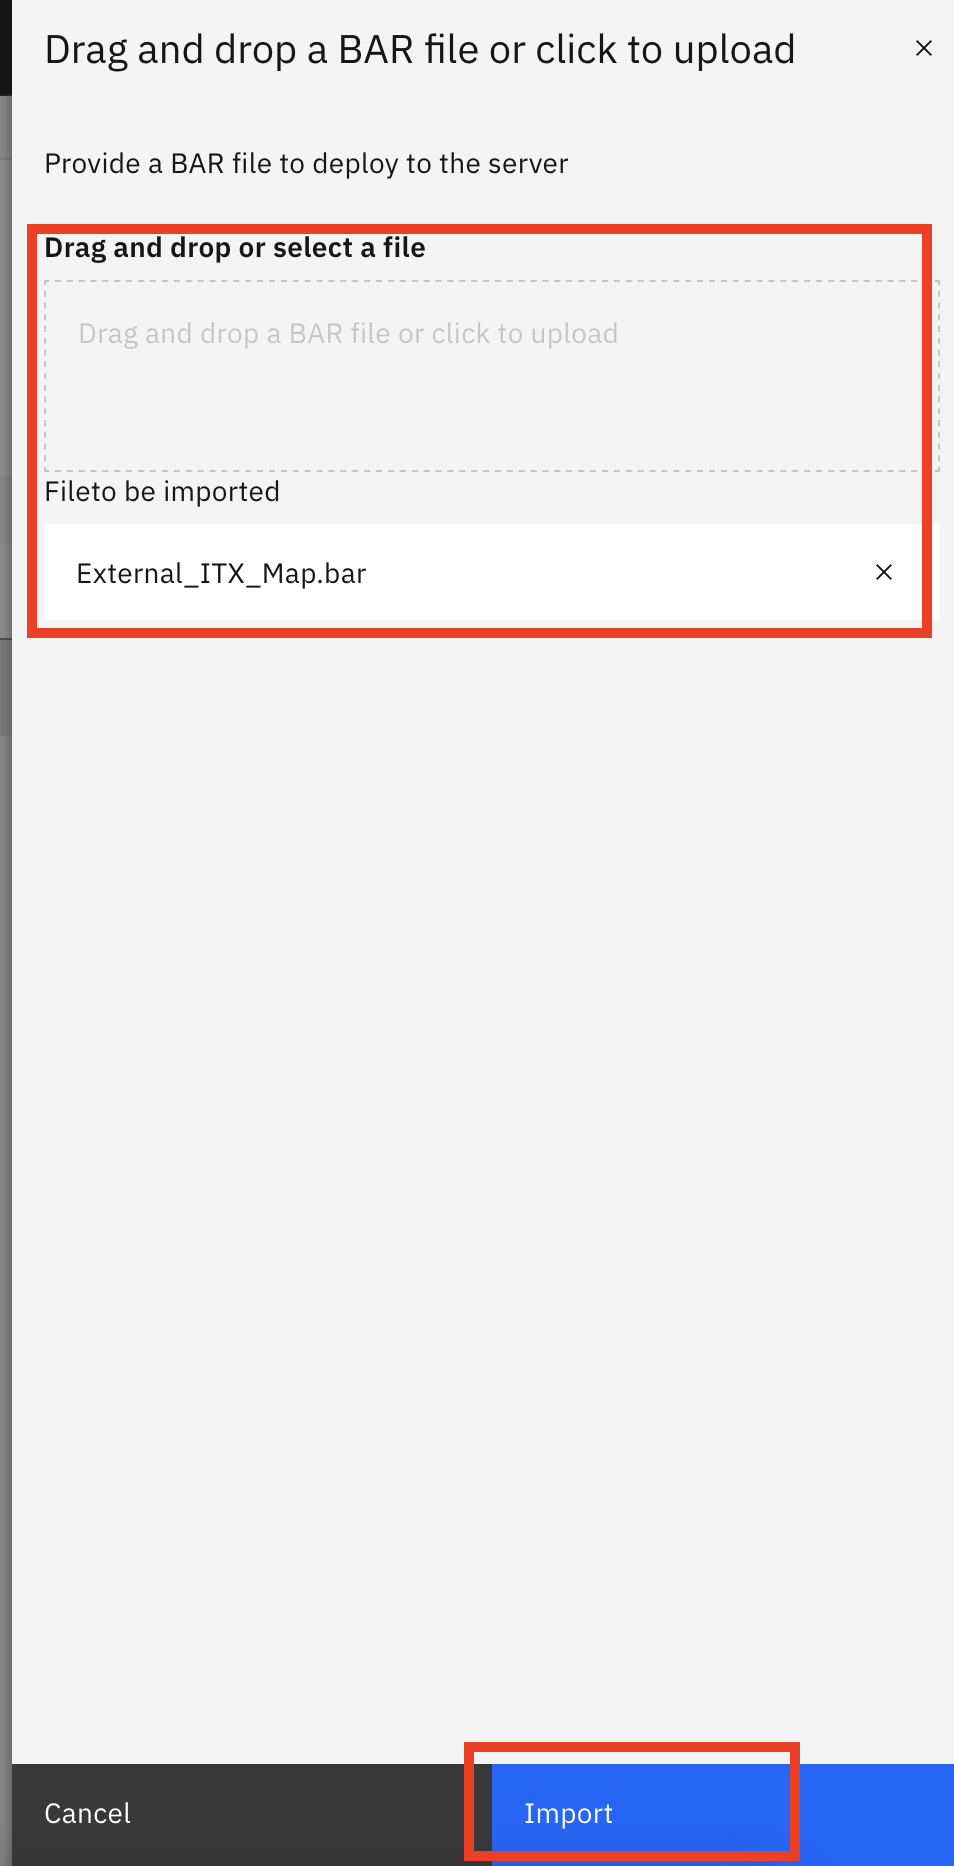 Drag and drop a BAR file or click to upload
Provide a BAR file to deploy to the server
Drag and drop or select a file
Drag and drop a BAR file or click to upload
Fileto be imported
External_ITX_Map.bar
Cancel
Import